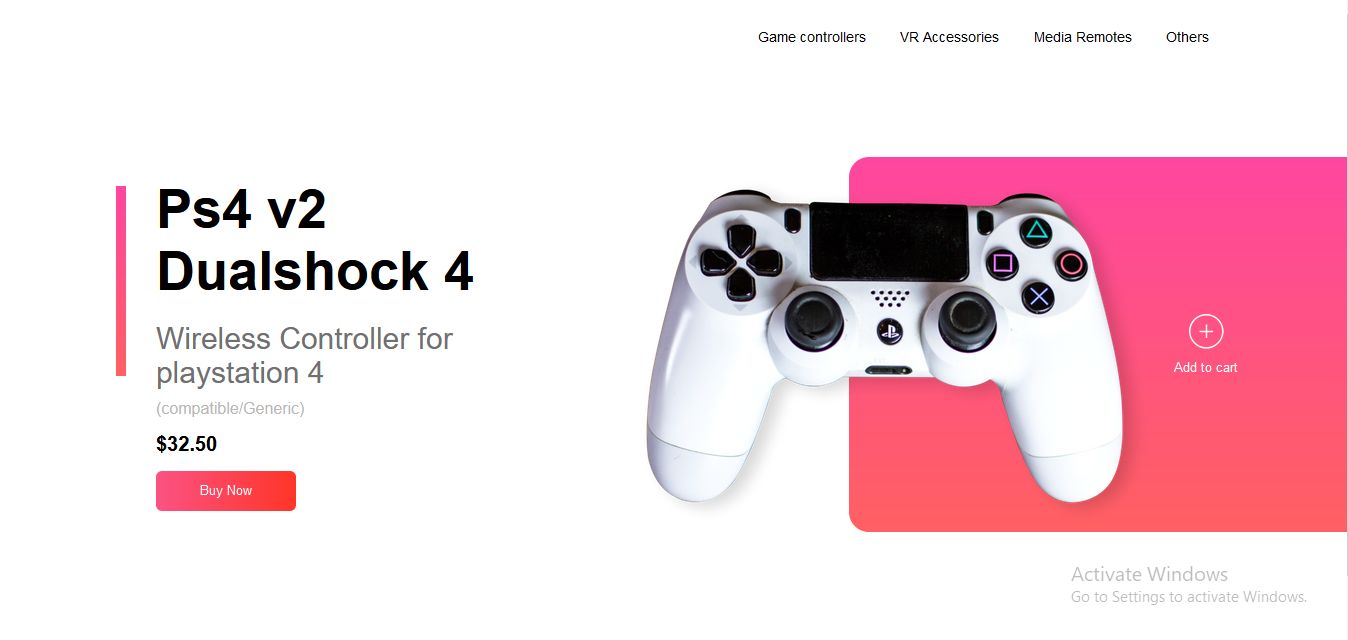 Game controllers VR Accessories Media Remotes Others
Ps4 v2
Dualshock 4
Wireless Controller for
playstation 4
(compatible/Generic)
$32.50
Buy Now
Add to cart
Activate Windows
Go to Settings to activate Windows.